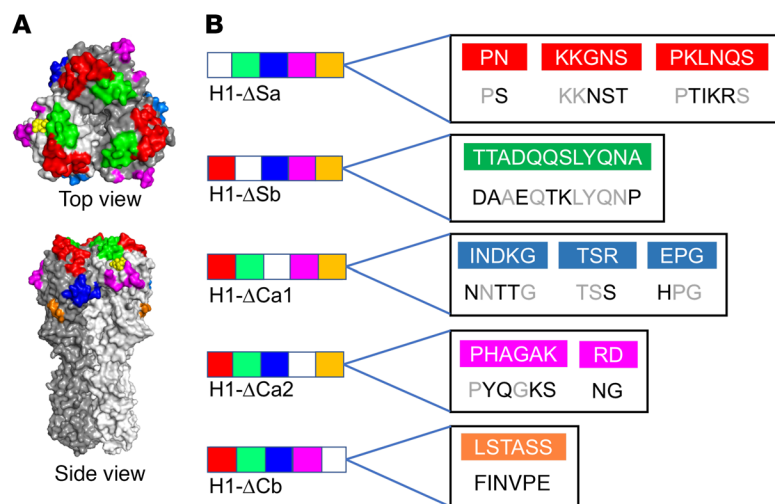 A
B
Top view
Side view
H1-ΔSa
PN KKGNS PKLNQS
PS KKNST PTIKRS
H1-ΔSb
TTADQQSLYQNA
DAAEQTKLYQNP
H1-ΔCa1
INDKG TSR EPG
NNTTG TSS HPG
H1-ΔCa2
PHAGAK RD
PYQGKS NG
H1-ΔCb
LSTASS
FINVPE